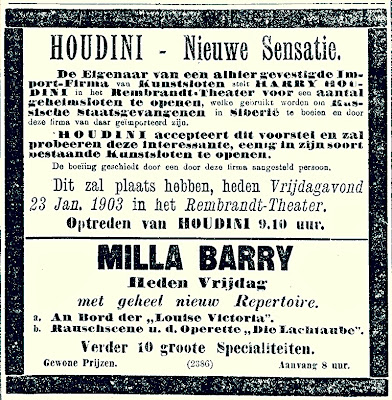 HOUDINI - Nieuwe Sensatie.
De Eigenaar van een alhier gevestigde Im-
port-Firma van Kunstsloten stelt HARRY HOU-
DINI in het Rembrandt-Theater voor een aantal
geheimsloten te openen, welke gebruikt worden om Rus-
sische Staatsgevangenen in Siberië te boeien en door
deze firma van daar geïmporteerd zijn.
HOUDINI accepteert dit voorstel en zal
probeeren deze interessante, eenig in zijn soort
bestaande Kunstsloten te openen.
De boeiing geschiedt door een door deze firma aangesteld persoon.
Dit zal plaats hebben, heden Vrijdagavond
23 Jan. 1903 in het Rembrandt-Theater.
Optreden van HOUDINI 9.10 uur.
MILLA BARRY
Heden Vrijdag
met geheel nieuw Repertoire.
a. An Bord der „Louise Victoria".
b. Rauschscene u. d. Operette „Die Lachtaube".
Verder 10 groote Specialiteiten.
Gewone Prijzen. (2386) Aanvang 8 uur.